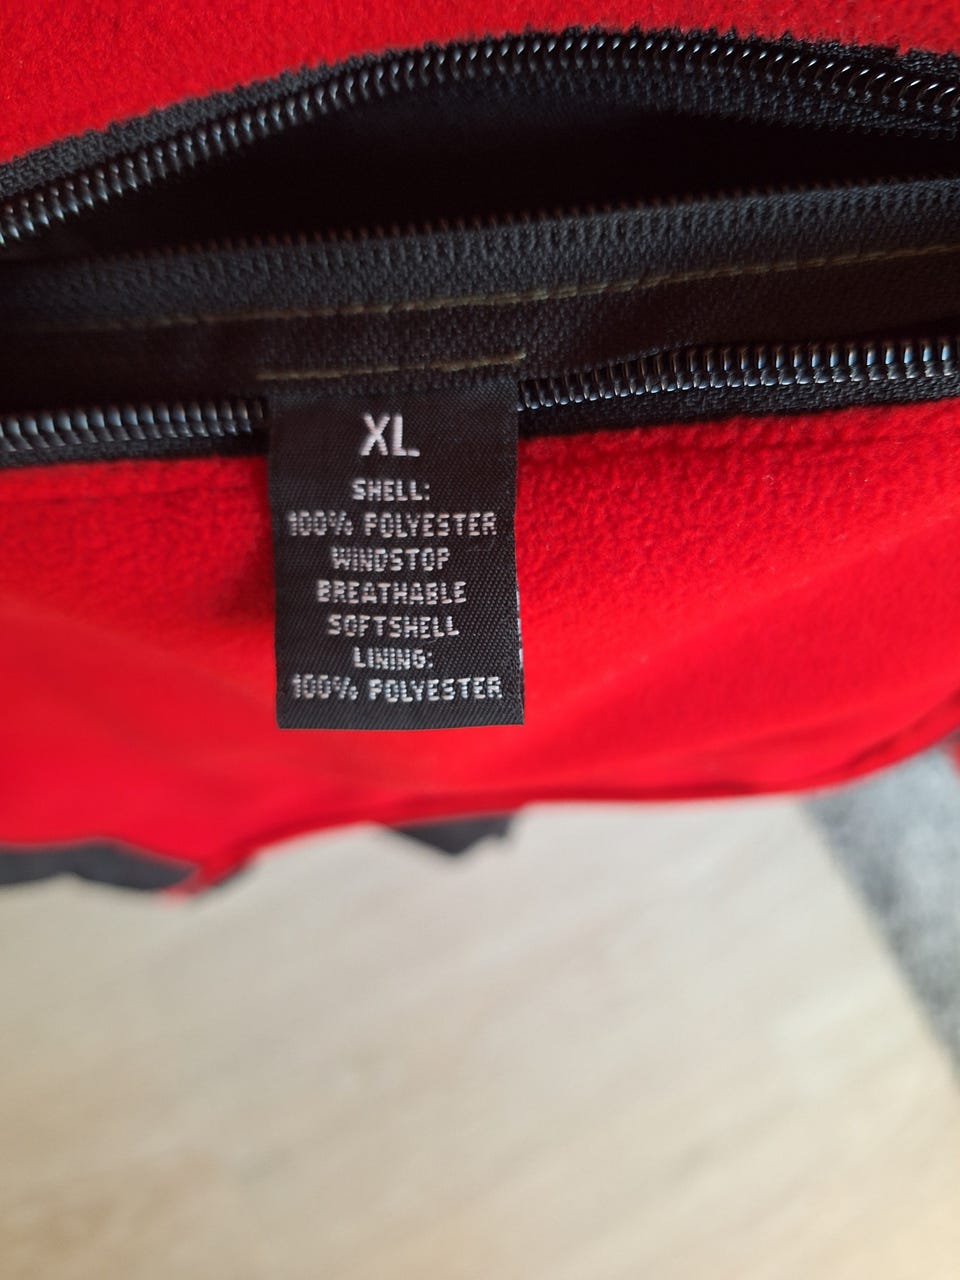 XL
SHELL:
100% POLYESTER
WINDSTOP
BREATHABLE
SOFTSHELL
LINING:
100% POLYESTER